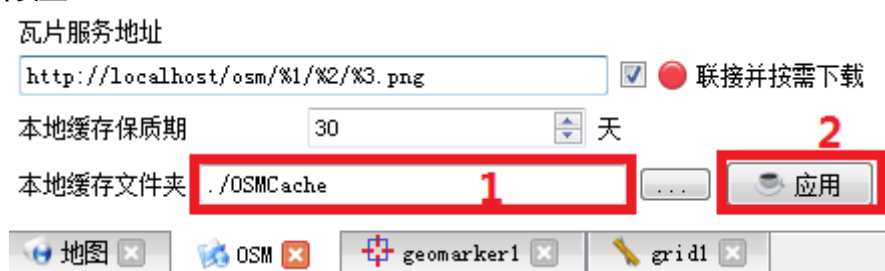 瓦片服务地址
http://localhost/osm/%1/%2/%3.png 联接并按需下载
本地缓存保质期 30 天 2
本地缓存文件夹 ./OSMCache 1 ... 应用
地图 OSM geomarker1 grid1